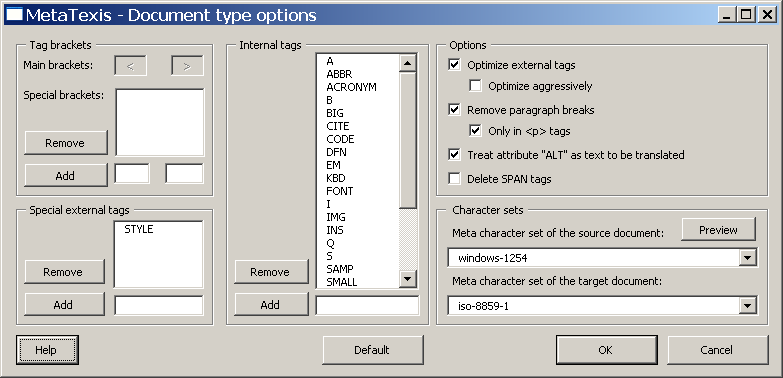 MetaTexis - Document type options
Tag brackets
Main brackets:
<
>
Special brackets:
Remove
Add
Special external tags
STYLE
Remove
Add
Internal tags
A
ABBR
ACRONYM
B
BIG
CITE
CODE
DFN
EM
KBD
FONT
I
IMG
INS
Q
S
SAMP
SMALL
Remove
Add
Options
Optimize external tags
Optimize aggressively
Remove paragraph breaks
Only in <p> tags
Treat attribute "ALT" as text to be translated
Delete SPAN tags
Character sets
Meta character set of the source document:
Preview
windows-1254
Meta character set of the target document:
iso-8859-1
Help
Default
OK
Cancel